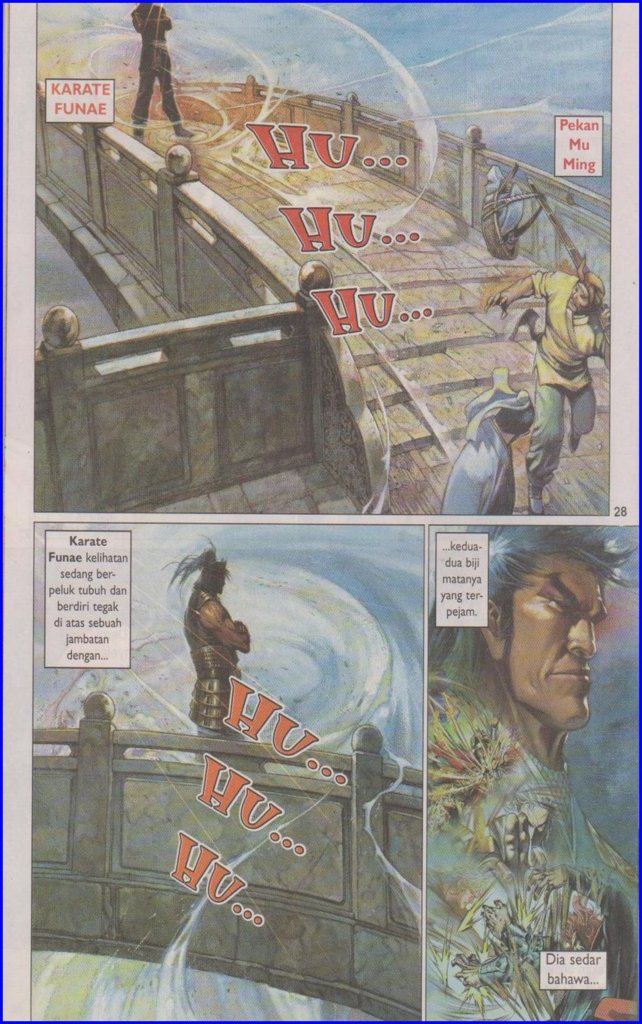 KARATE
FUNAE
Pekan
Mu
Ming
HU...
HU...
HU...
28
Karate
Funae kelihatan
sedang ber-
peluk tubuh dan
berdiri tegak
di atas sebuah
jambatan
dengan...
HU...
HU...
HU...
...kedua-
dua biji
matanya
yang ter-
pejam.
Dia sedar
bahawa...